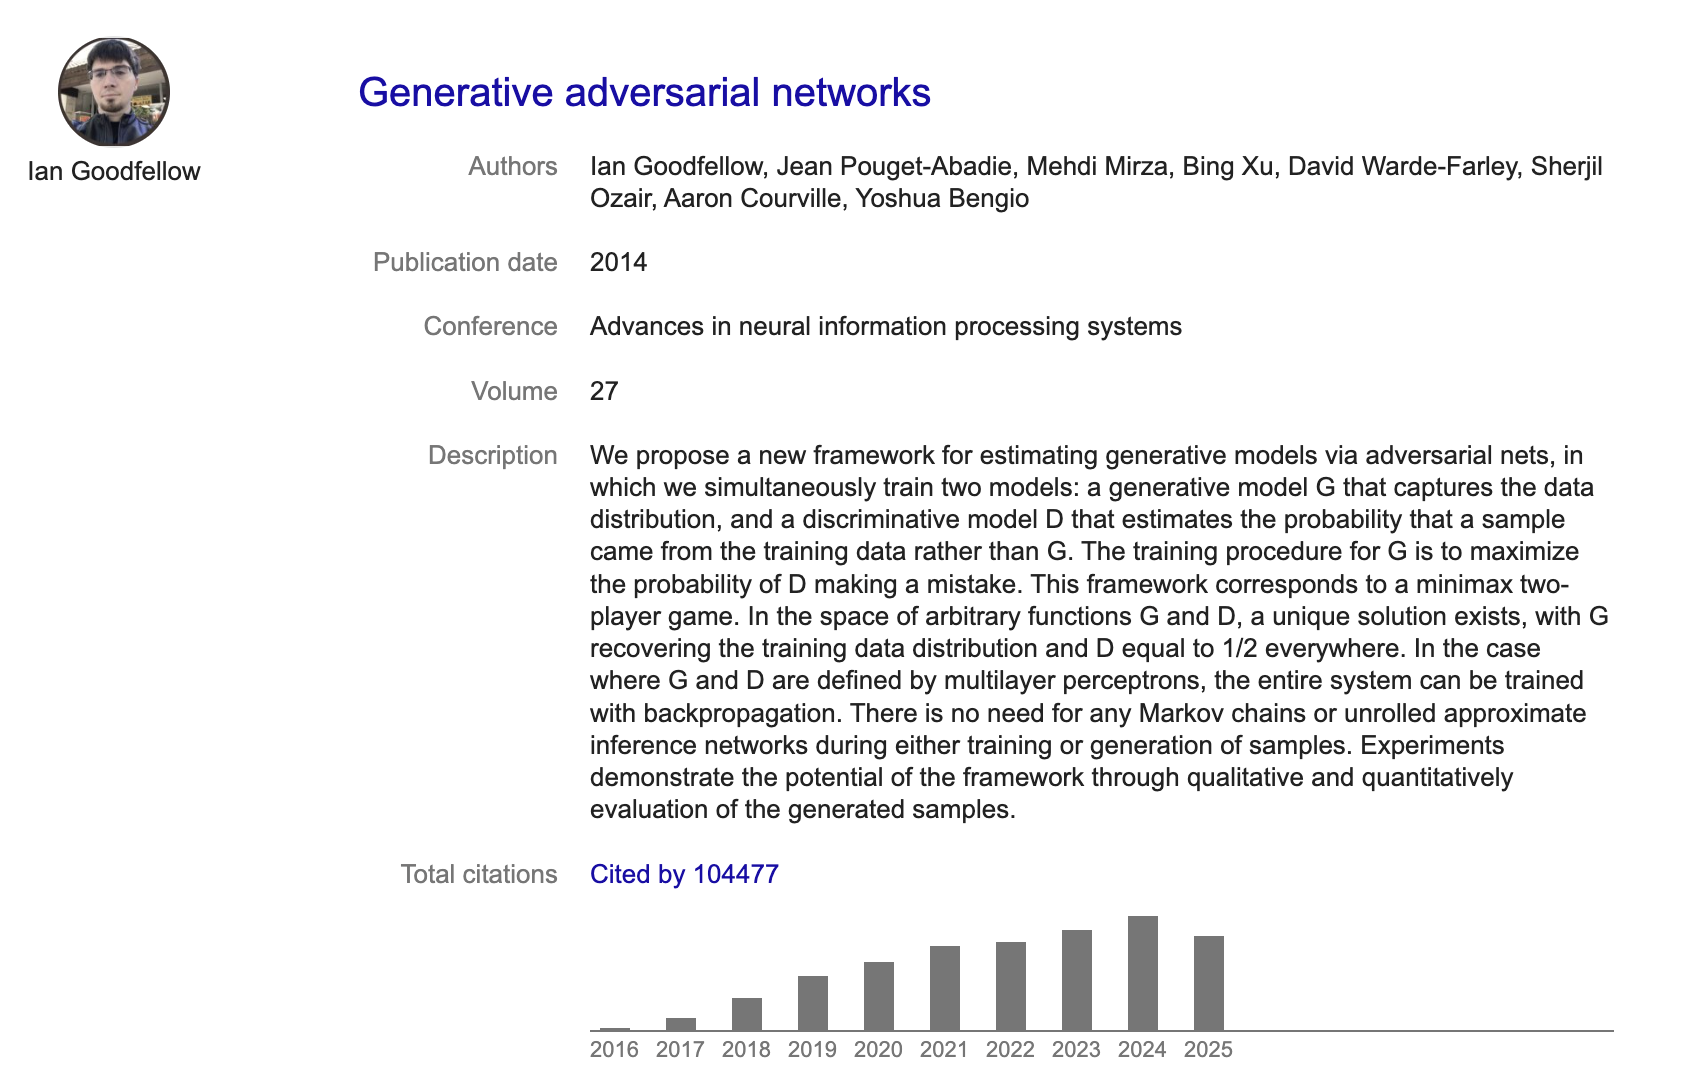 Ian Goodfellow
Generative adversarial networks
Authors
Ian Goodfellow, Jean Pouget-Abadie, Mehdi Mirza, Bing Xu, David Warde-Farley, Sherjil
Ozair, Aaron Courville, Yoshua Bengio
Publication date
2014
Conference
Advances in neural information processing systems
Volume
27
Description
We propose a new framework for estimating generative models via adversarial nets, in
which we simultaneously train two models: a generative model G that captures the data
distribution, and a discriminative model D that estimates the probability that a sample
came from the training data rather than G. The training procedure for G is to maximize
the probability of D making a mistake. This framework corresponds to a minimax two-
player game. In the space of arbitrary functions G and D, a unique solution exists, with G
recovering the training data distribution and D equal to 1/2 everywhere. In the case
where G and D are defined by multilayer perceptrons, the entire system can be trained
with backpropagation. There is no need for any Markov chains or unrolled approximate
inference networks during either training or generation of samples. Experiments
demonstrate the potential of the framework through qualitative and quantitatively
evaluation of the generated samples.
Total citations
Cited by 104477
2016 2017 2018 2019 2020 2021 2022 2023 2024 2025